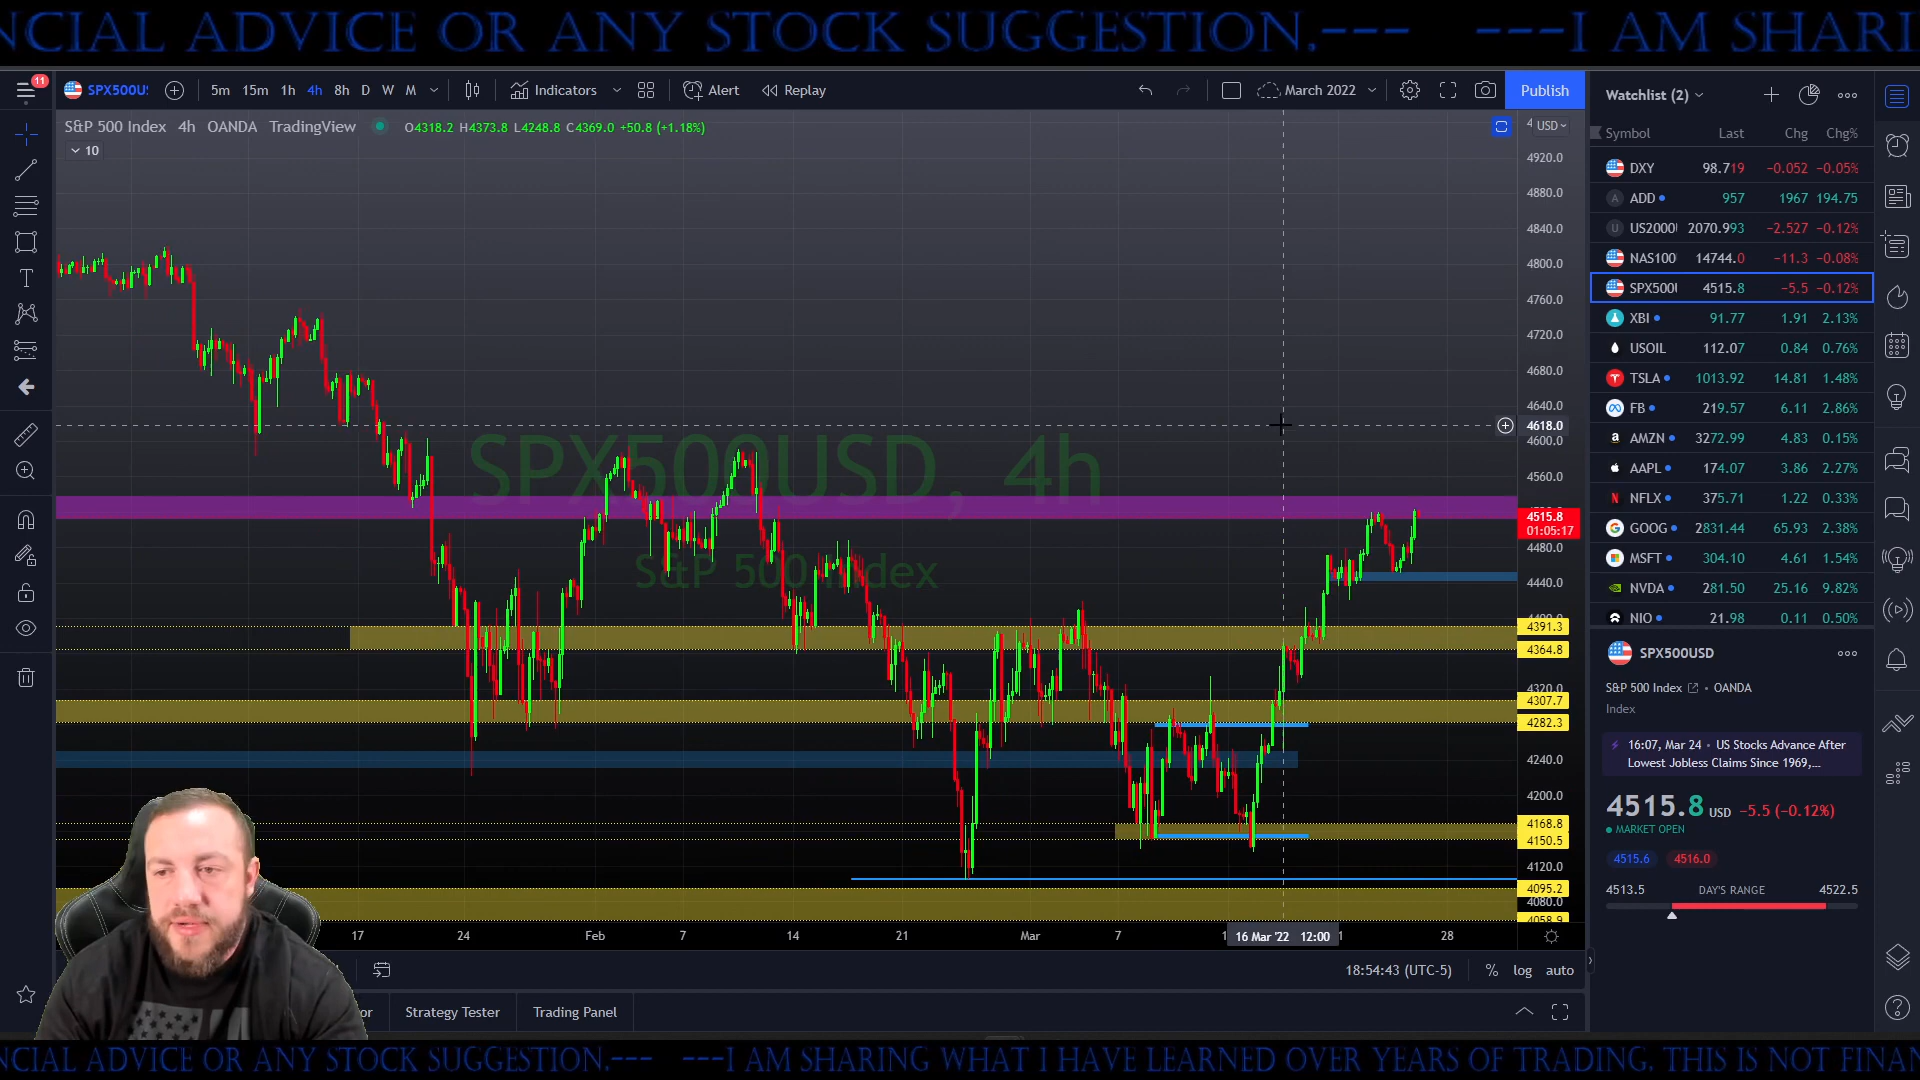 NCIAL ADVICE OR ANY STOCK SUGGESTION.--- ---I AM SHARI
11
SPX500U
5m 15m 1h 4h 8h D W M
Indicators
Alert
Replay
March 2022
Publish
S&P 500 Index 4h OANDA TradingView
O4318.2 H4373.8 L4248.8 C4369.0 +50.8 (+1.18%)
10
USD
4920.0
4880.0
4840.0
4800.0
4760.0
4720.0
4680.0
4640.0
4618.0
4600.0
4560.0
4515.8
01:05:17
4480.0
4440.0
4391.3
4364.8
4320.0
4307.7
4282.3
4240.0
4200.0
4168.8
4150.5
4120.0
4095.2
4080.0
4058.9
SPX500USD, 4h
S&P 500 Index
17 24 Feb 7 14 21 Mar 7 16 Mar '22 12:00 28
18:54:43 (UTC-5)
% log auto
Strategy Tester
Trading Panel
Watchlist (2)
Symbol Last Chg Chg%
DXY 98.719 −0.052 −0.05%
ADD 957 1967 194.75
US2000 2070.993 −2.527 −0.12%
NAS100 14744.0 −11.3 −0.08%
SPX500 4515.8 −5.5 −0.12%
XBI 91.77 1.91 2.13%
USOIL 112.07 0.84 0.76%
TSLA 1013.92 14.81 1.48%
FB 219.57 6.11 2.86%
AMZN 3272.99 4.83 0.15%
AAPL 174.07 3.86 2.27%
NFLX 375.71 1.22 0.33%
GOOG 2831.44 65.93 2.38%
MSFT 304.10 4.61 1.54%
NVDA 281.50 25.16 9.82%
NIO 21.98 0.11 0.50%
SPX500USD
S&P 500 Index • OANDA
Index
16:07, Mar 24 • US Stocks Advance After
Lowest Jobless Claims Since 1969,...
4515.8 USD −5.5 (−0.12%)
MARKET OPEN
4515.6 4516.0
4513.5 DAY'S RANGE 4522.5
NCIAL ADVICE OR ANY STOCK SUGGESTION.--- ---I AM SHARING WHAT I HAVE LEARNED OVER YEARS OF TRADING. THIS IS NOT FINAN